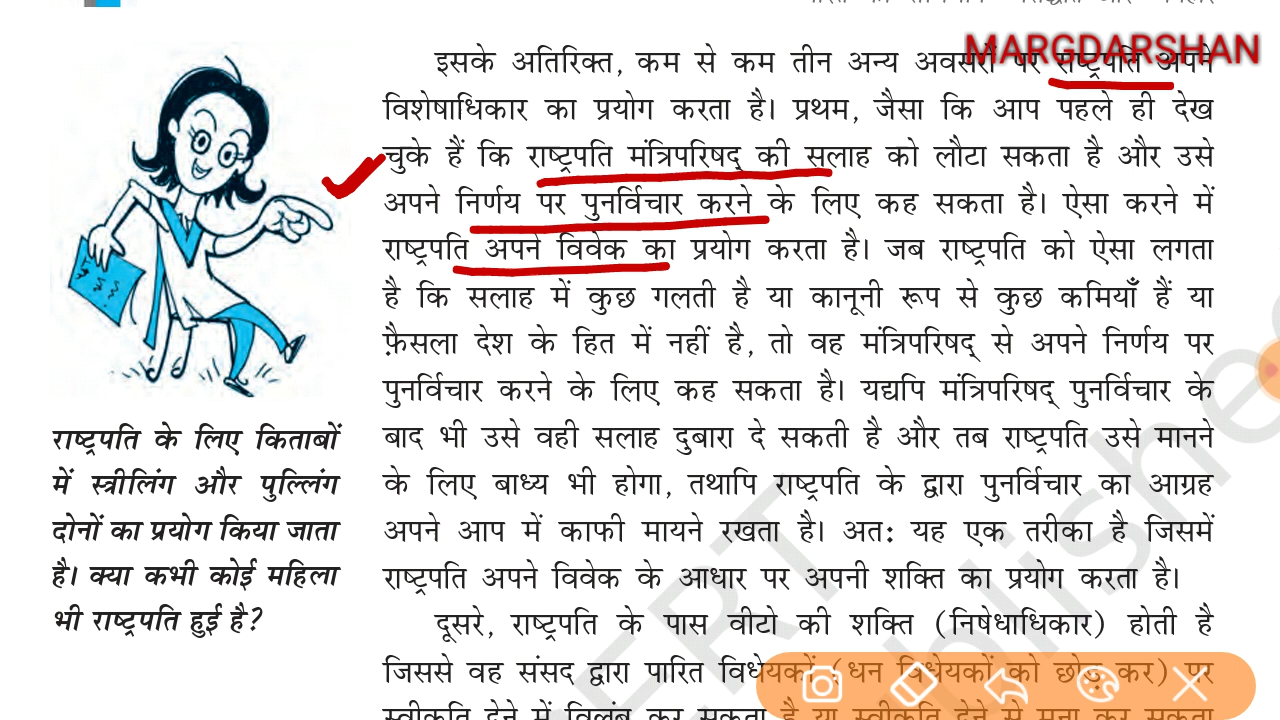 MARGDARSHAN
इसके अतिरिक्त, कम से कम तीन अन्य अवसरों पर राष्ट्रपति अपने
विशेषाधिकार का प्रयोग करता है। प्रथम, जैसा कि आप पहले ही देख
चुके हैं कि राष्ट्रपति मंत्रिपरिषद् की सलाह को लौटा सकता है और उसे
अपने निर्णय पर पुनर्विचार करने के लिए कह सकता है। ऐसा करने में
राष्ट्रपति अपने विवेक का प्रयोग करता है। जब राष्ट्रपति को ऐसा लगता
है कि सलाह में कुछ गलती है या कानूनी रूप से कुछ कमियाँ हैं या
फ़ैसला देश के हित में नहीं है, तो वह मंत्रिपरिषद् से अपने निर्णय पर
पुनर्विचार करने के लिए कह सकता है। यद्यपि मंत्रिपरिषद् पुनर्विचार के
बाद भी उसे वही सलाह दुबारा दे सकती है और तब राष्ट्रपति उसे मानने
के लिए बाध्य भी होगा, तथापि राष्ट्रपति के द्वारा पुनर्विचार का आग्रह
अपने आप में काफी मायने रखता है। अतः यह एक तरीका है जिसमें
राष्ट्रपति अपने विवेक के आधार पर अपनी शक्ति का प्रयोग करता है।
दूसरे, राष्ट्रपति के पास वीटो की शक्ति (निषेधाधिकार) होती है
जिससे वह संसद द्वारा पारित विधेयकों (धन विधेयकों को छोड़ कर) पर
स्वीकृति देने में विलंब कर सकता है या स्वीकृति देने से मना कर सकता
राष्ट्रपति के लिए किताबों
में स्त्रीलिंग और पुल्लिंग
दोनों का प्रयोग किया जाता
है। क्या कभी कोई महिला
भी राष्ट्रपति हुई है?